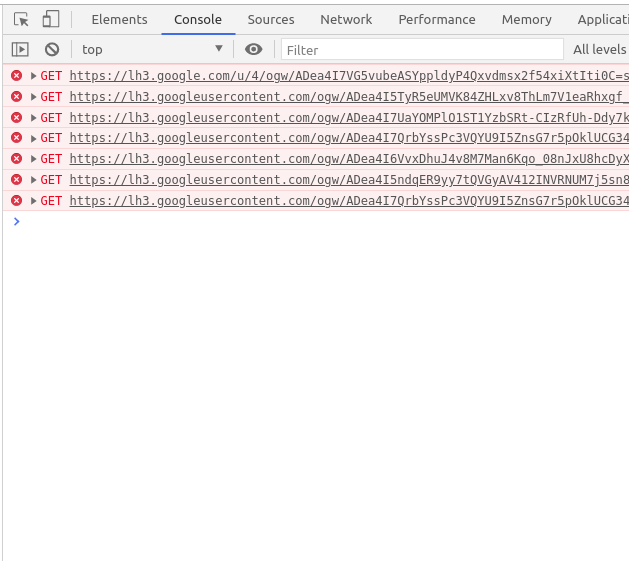 Elements Console Sources Network Performance Memory Applicati
top Filter All levels
GET https://lh3.google.com/u/4/ogw/ADea4I7VG5vubeASYppldyP4Qxvdmsx2f54xiXtIti0C=s
GET https://lh3.googleusercontent.com/ogw/ADea4I5TyR5eUMVK84ZHLxv8ThLm7V1eaRhxgf_
GET https://lh3.googleusercontent.com/ogw/ADea4I7UaYOMPlO1ST1YzbSRt-CIzRfUh-Ddy7k
GET https://lh3.googleusercontent.com/ogw/ADea4I7QrbYssPc3VQYU9I5ZnsG7r5pOklUCG34
GET https://lh3.googleusercontent.com/ogw/ADea4I6VvxDhuJ4v8M7Man6Kqo_08nJxU8hcDyX
GET https://lh3.googleusercontent.com/ogw/ADea4I5ndqER9yy7tQVGyAV412INVRNUM7j5sn8
GET https://lh3.googleusercontent.com/ogw/ADea4I7QrbYssPc3VQYU9I5ZnsG7r5pOklUCG34